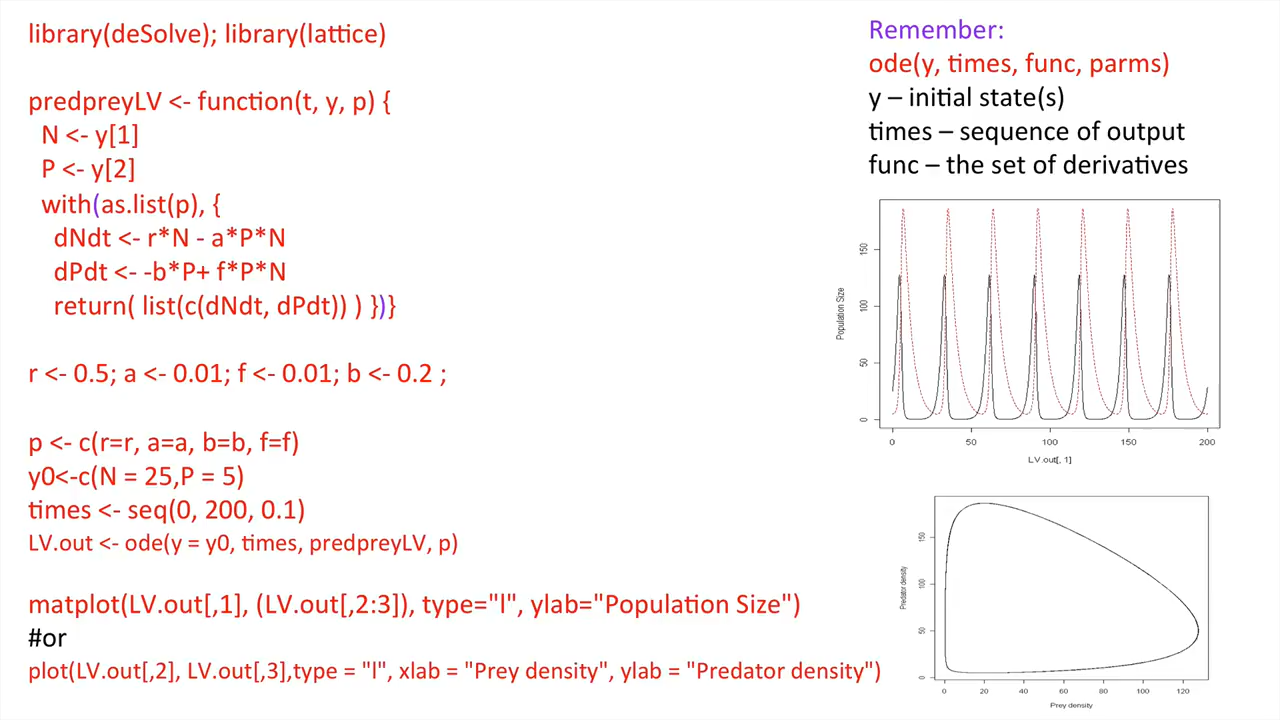 library(deSolve); library(lattice)
predpreyLV <- function(t, y, p) {
N <- y[1]
P <- y[2]
with(as.list(p), {
dNdt <- r*N - a*P*N
dPdt <- -b*P+ f*P*N
return( list(c(dNdt, dPdt)) ) })}
r <- 0.5; a <- 0.01; f <- 0.01; b <- 0.2 ;
p <- c(r=r, a=a, b=b, f=f)
y0<-c(N = 25,P = 5)
times <- seq(0, 200, 0.1)
LV.out <- ode(y = y0, times, predpreyLV, p)
matplot(LV.out[,1], (LV.out[,2:3]), type="l", ylab="Population Size")
#or
plot(LV.out[,2], LV.out[,3],type = "l", xlab = "Prey density", ylab = "Predator density")
Remember:
ode(y, times, func, parms)
y – initial state(s)
times – sequence of output
func – the set of derivatives
Population Size
150
100
50
0
0 50 100 150 200
LV.out[, 1]
Predator density
150
100
50
0
0 20 40 60 80 100 120
Prey density